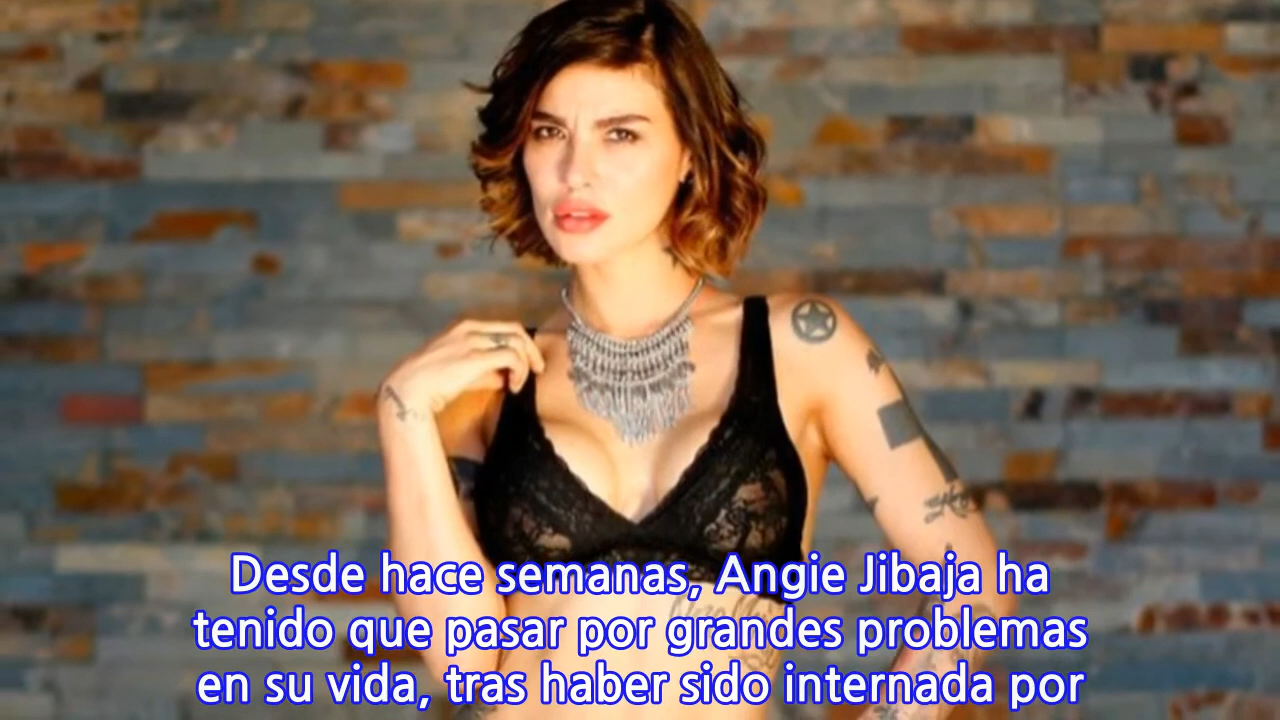 Desde hace semanas, Angie Jibaja ha
tenido que pasar por grandes problemas
en su vida, tras haber sido internada por